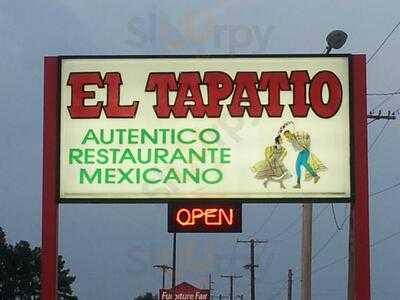 EL TAPATIO
AUTENTICO
RESTAURANTE
MEXICANO
OPEN
Furniture Fair